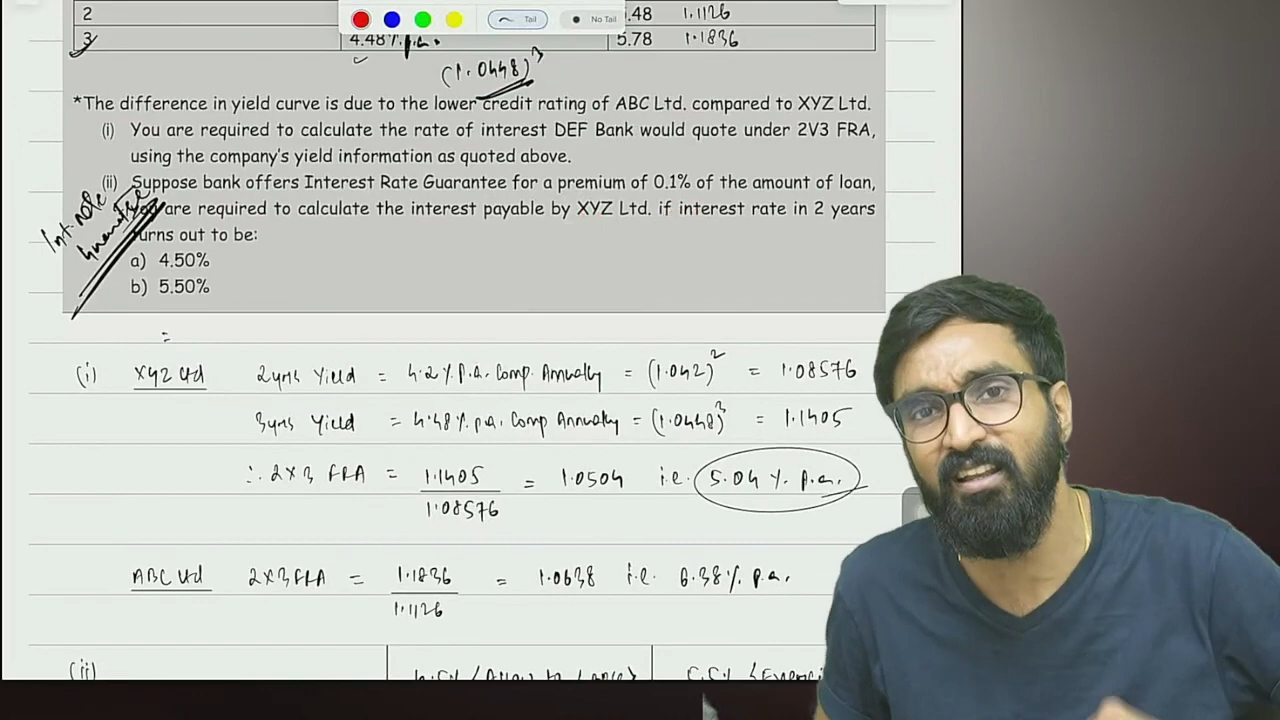 2 .48 1.1126
Tail No Tail
3 4.48% p.a. 5.78 1.1836
(1.0448)³
*The difference in yield curve is due to the lower credit rating of ABC Ltd. compared to XYZ Ltd.
(i) You are required to calculate the rate of interest DEF Bank would quote under 2V3 FRA,
using the company's yield information as quoted above.
(ii) Suppose bank offers Interest Rate Guarantee for a premium of 0.1% of the amount of loan,
you are required to calculate the interest payable by XYZ Ltd. if interest rate in 2 years
turns out to be:
Int. Rate
Guarantee
a) 4.50%
b) 5.50%
=
(i) XYZ Ltd 2yrs Yield = 4.2% p.a. Comp. Annually = (1.042)² = 1.08576
3yrs Yield = 4.48% p.a. Comp Annually = (1.0448)³ = 1.1405
∴ 2x3 FRA = 1.1405 / 1.08576 = 1.0504 i.e. 5.04 % p.a.
ABC Ltd 2x3 FRA = 1.1836 / 1.1126 = 1.0638 i.e. 6.38% p.a.
(ii)